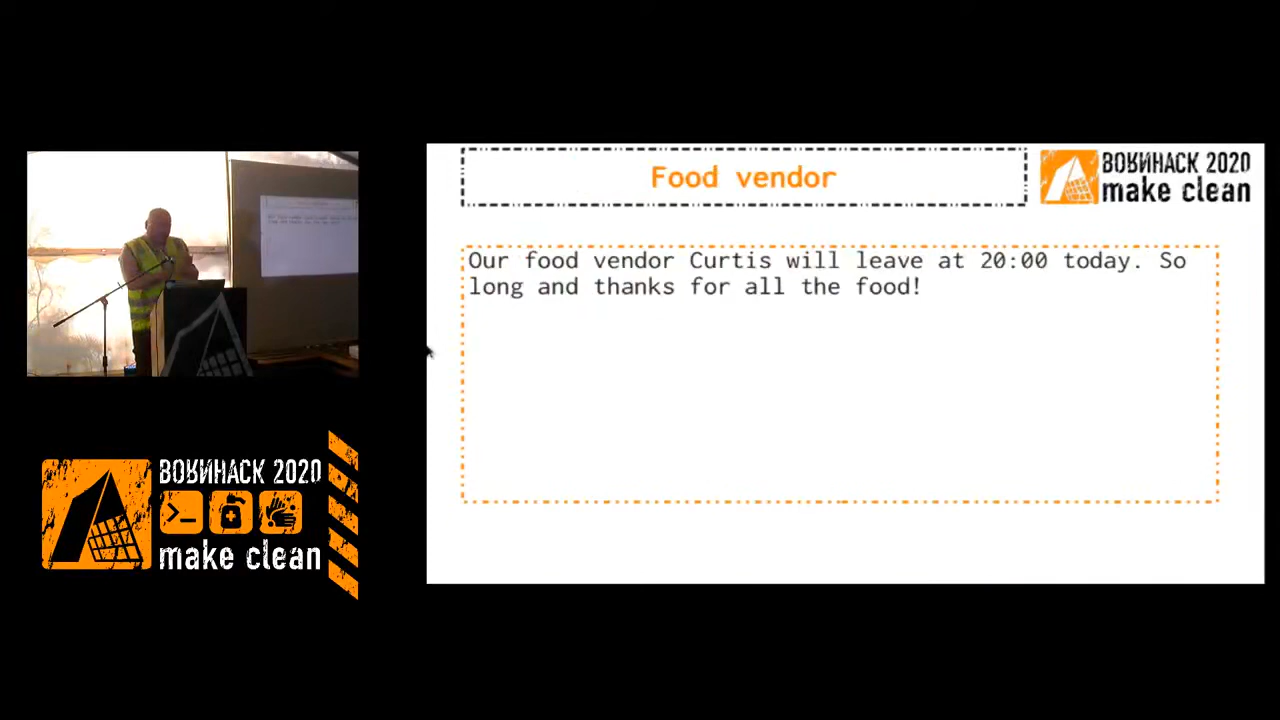 Food vendor
BORNHACK 2020
make clean
Our food vendor Curtis will leave at 20:00 today. So
long and thanks for all the food!
BORNHACK 2020
make clean